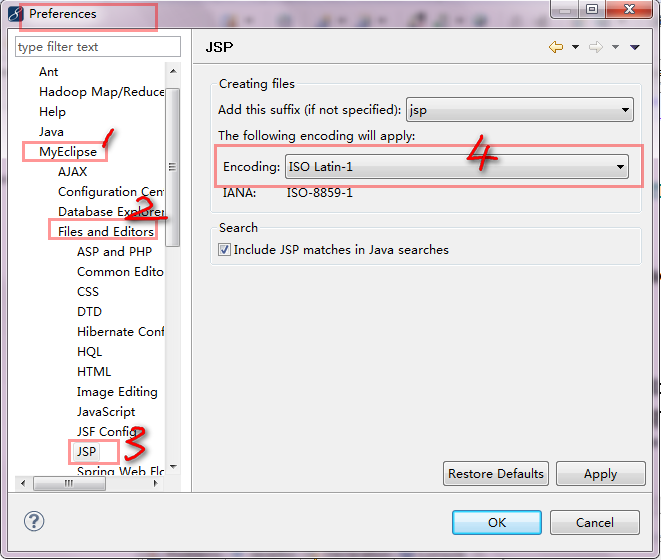 Preferences
type filter text
Ant
Hadoop Map/Reduce
Help
Java
MyEclipse
1
AJAX
Configuration Cen
Database Explorer
2
Files and Editors
ASP and PHP
Common Edito
CSS
DTD
Hibernate Conf
HQL
HTML
Image Editing
JavaScript
JSF Config
JSP
3
Spring Web Flo
JSP
Creating files
Add this suffix (if not specified): jsp
The following encoding will apply:
4
Encoding: ISO Latin-1
IANA: ISO-8859-1
Search
Include JSP matches in Java searches
Restore Defaults Apply
? OK Cancel